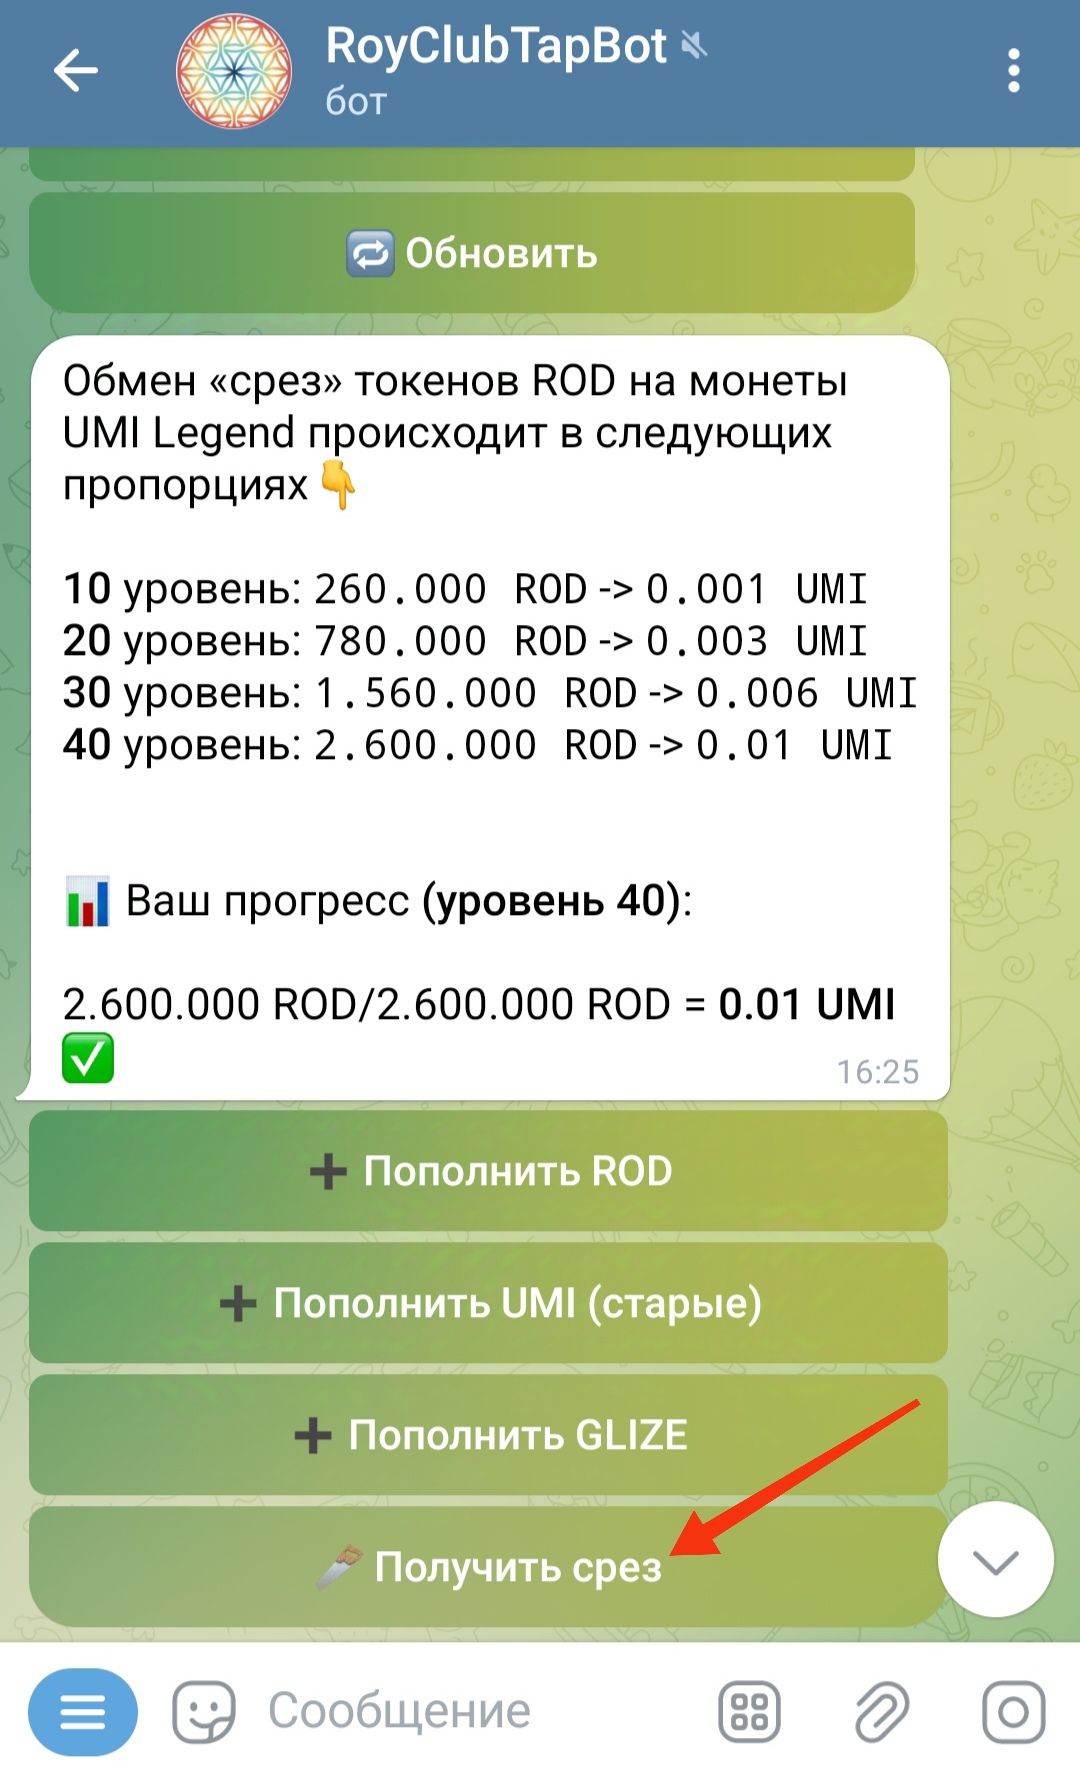 RoyClubTapBot
бот
Обновить
Обмен «срез» токенов ROD на монеты
UMI Legend происходит в следующих
пропорциях
10 уровень: 260.000 ROD -> 0.001 UMI
20 уровень: 780.000 ROD -> 0.003 UMI
30 уровень: 1.560.000 ROD -> 0.006 UMI
40 уровень: 2.600.000 ROD -> 0.01 UMI
Ваш прогресс (уровень 40):
2.600.000 ROD/2.600.000 ROD = 0.01 UMI
16:25
Пополнить ROD
Пополнить UMI (старые)
Пополнить GLIZE
Получить срез
Сообщение